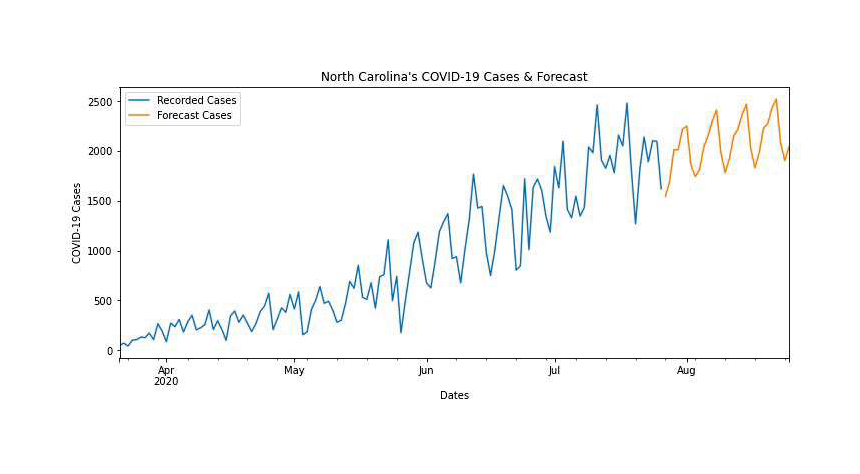 North Carolina's COVID-19 Cases & Forecast
Recorded Cases
Forecast Cases
2500
2000
1500
1000
500
0
COVID-19 Cases
Apr
2020
May
Jun
Jul
Aug
Dates